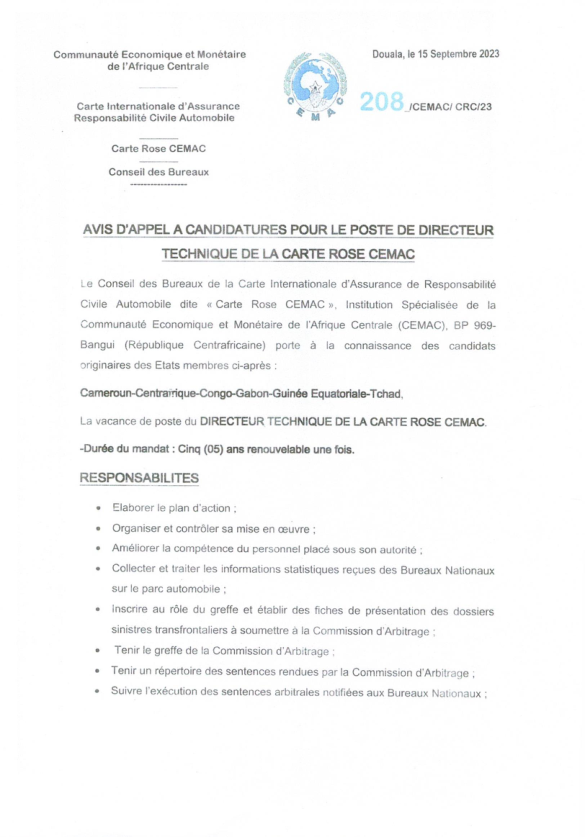 Communauté Economique et Monétaire
de l'Afrique Centrale
Douala, le 15 Septembre 2023
Carte Internationale d'Assurance
Responsabilité Civile Automobile
CEMAC
208 /CEMAC/ CRC/23
Carte Rose CEMAC
Conseil des Bureaux
AVIS D'APPEL A CANDIDATURES POUR LE POSTE DE DIRECTEUR
TECHNIQUE DE LA CARTE ROSE CEMAC
Le Conseil des Bureaux de la Carte Internationale d'Assurance de Responsabilité
Civile Automobile dite « Carte Rose CEMAC », Institution Spécialisée de la
Communauté Economique et Monétaire de l'Afrique Centrale (CEMAC), BP 969-
Bangui (République Centrafricaine) porte à la connaissance des candidats
originaires des Etats membres ci-après :
Cameroun-Centrafrique-Congo-Gabon-Guinée Equatoriale-Tchad,
La vacance de poste du DIRECTEUR TECHNIQUE DE LA CARTE ROSE CEMAC.
-Durée du mandat : Cinq (05) ans renouvelable une fois.
RESPONSABILITES
• Elaborer le plan d'action ;
• Organiser et contrôler sa mise en œuvre ;
• Améliorer la compétence du personnel placé sous son autorité ;
• Collecter et traiter les informations statistiques reçues des Bureaux Nationaux
sur le parc automobile ;
• Inscrire au rôle du greffe et établir des fiches de présentation des dossiers
sinistres transfrontaliers à soumettre à la Commission d'Arbitrage ;
• Tenir le greffe de la Commission d'Arbitrage ;
• Tenir un répertoire des sentences rendues par la Commission d'Arbitrage ;
• Suivre l'exécution des sentences arbitrales notifiées aux Bureaux Nationaux ;